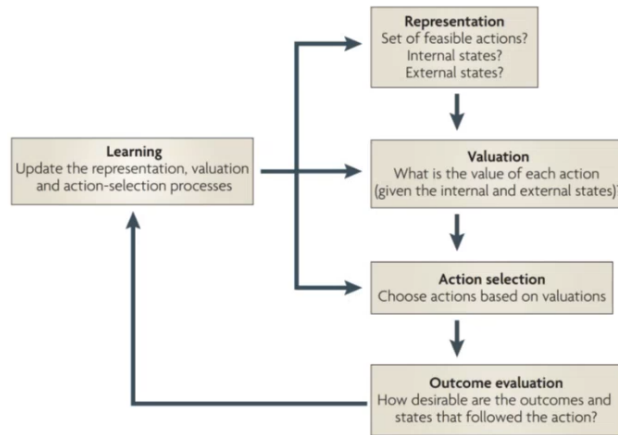 Representation
Set of feasible actions?
Internal states?
External states?
Learning
Update the representation, valuation
and action-selection processes
Valuation
What is the value of each action
(given the internal and external states)?
Action selection
Choose actions based on valuations
Outcome evaluation
How desirable are the outcomes and
states that followed the action?